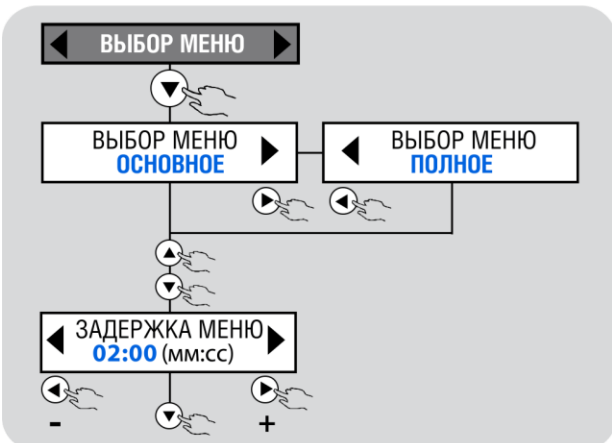 ВЫБОР МЕНЮ
ВЫБОР МЕНЮ
ОСНОВНОЕ
ВЫБОР МЕНЮ
ПОЛНОЕ
ЗАДЕРЖКА МЕНЮ
02:00 (мм:сс)
- +